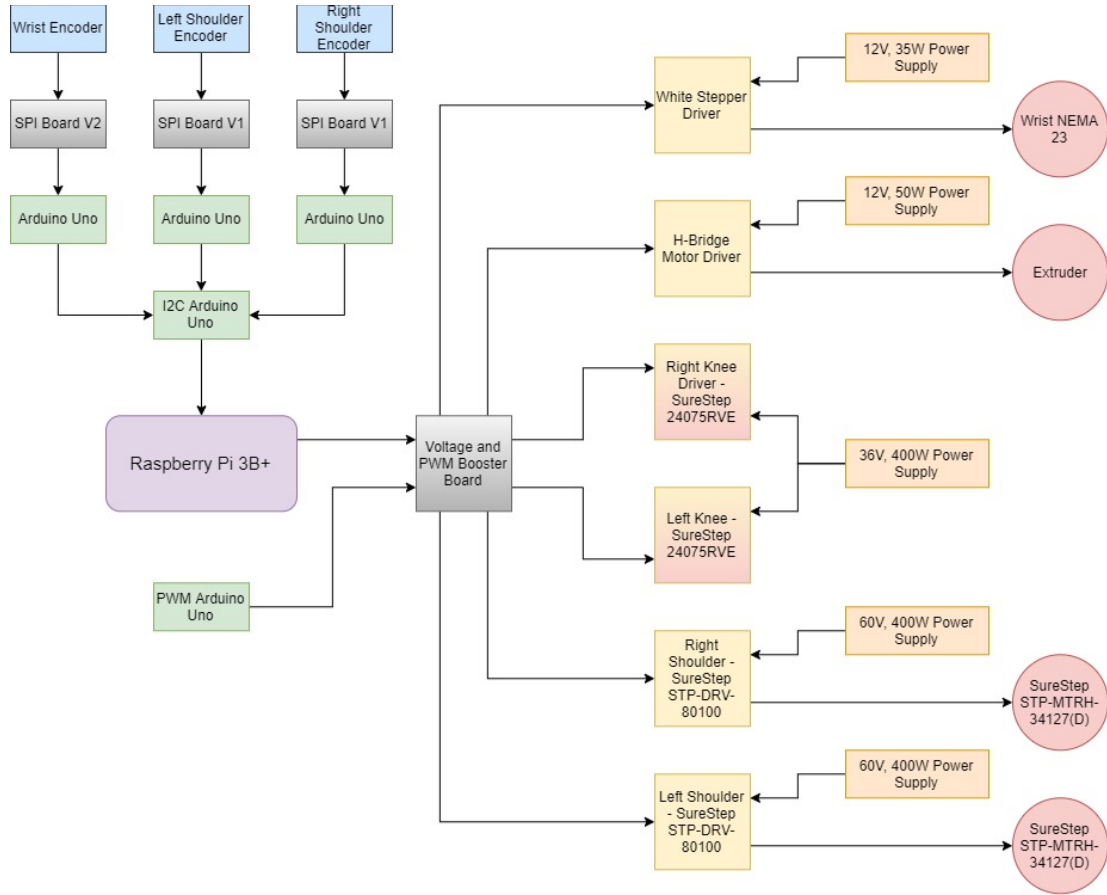 Wrist Encoder
Left Shoulder
Encoder
Right
Shoulder
Encoder
SPI Board V2
SPI Board V1
SPI Board V1
Arduino Uno
Arduino Uno
Arduino Uno
I2C Arduino
Uno
Raspberry Pi 3B+
PWM Arduino
Uno
Voltage and
PWM Booster
Board
White Stepper
Driver
12V, 35W Power
Supply
Wrist NEMA
23
H-Bridge
Motor Driver
12V, 50W Power
Supply
Extruder
Right Knee
Driver -
SureStep
24075RVE
36V, 400W Power
Supply
Left Knee -
SureStep
24075RVE
Right
Shoulder -
SureStep
STP-DRV-
80100
60V, 400W Power
Supply
SureStep
STP-MTRH-
34127(D)
Left Shoulder
- SureStep
STP-DRV-
80100
60V, 400W Power
Supply
SureStep
STP-MTRH-
34127(D)